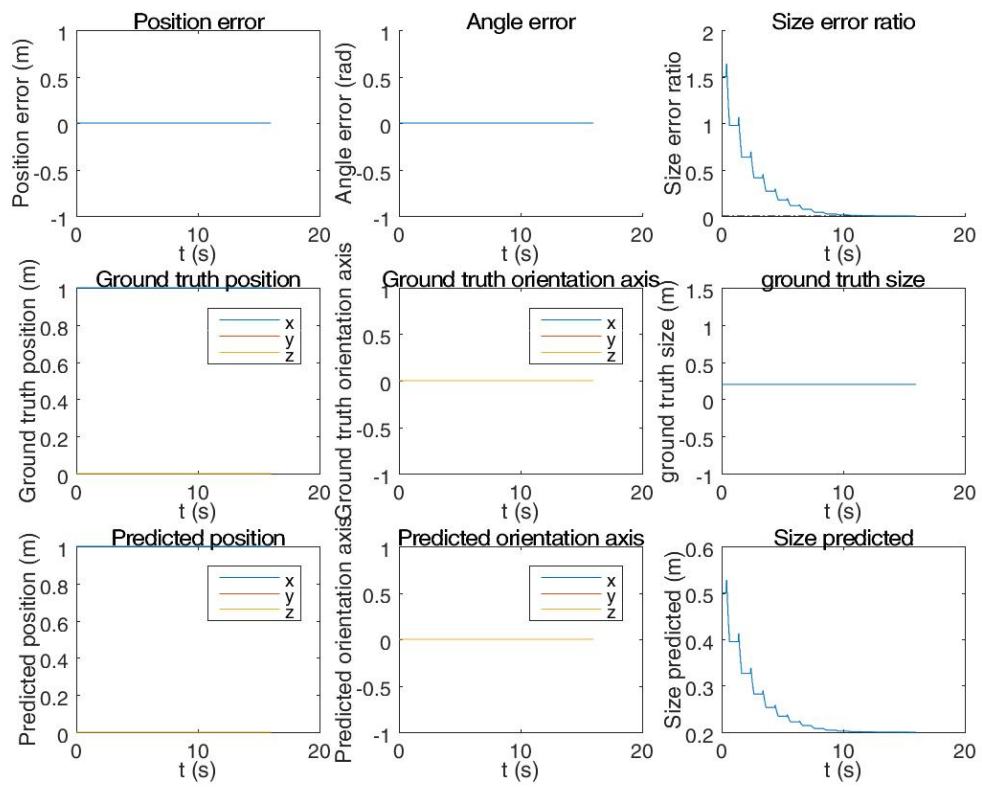 Position error
Position error (m)
1
0.5
0
-0.5
-1
0
10
20
t (s)
Angle error
Angle error (rad)
1
0.5
0
-0.5
-1
0
10
20
t (s)
Size error ratio
Size error ratio
2
1.5
1
0.5
0
0
10
20
t (s)
Ground truth position
Ground truth position (m)
1
0.8
0.6
0.4
0.2
0
x
y
z
0
10
20
t (s)
Ground truth orientation axis
Ground truth orientation axis
1
0.5
0
-0.5
-1
x
y
z
0
10
20
t (s)
ground truth size
ground truth size (m)
1.5
1
0.5
0
-0.5
-1
0
10
20
t (s)
Predicted position
Predicted position (m)
1
0.8
0.6
0.4
0.2
0
x
y
z
0
10
20
t (s)
Predicted orientation axis
Predicted orientation axis
1
0.5
0
-0.5
-1
x
y
z
0
10
20
t (s)
Size predicted
Size predicted (m)
0.6
0.5
0.4
0.3
0.2
0
10
20
t (s)